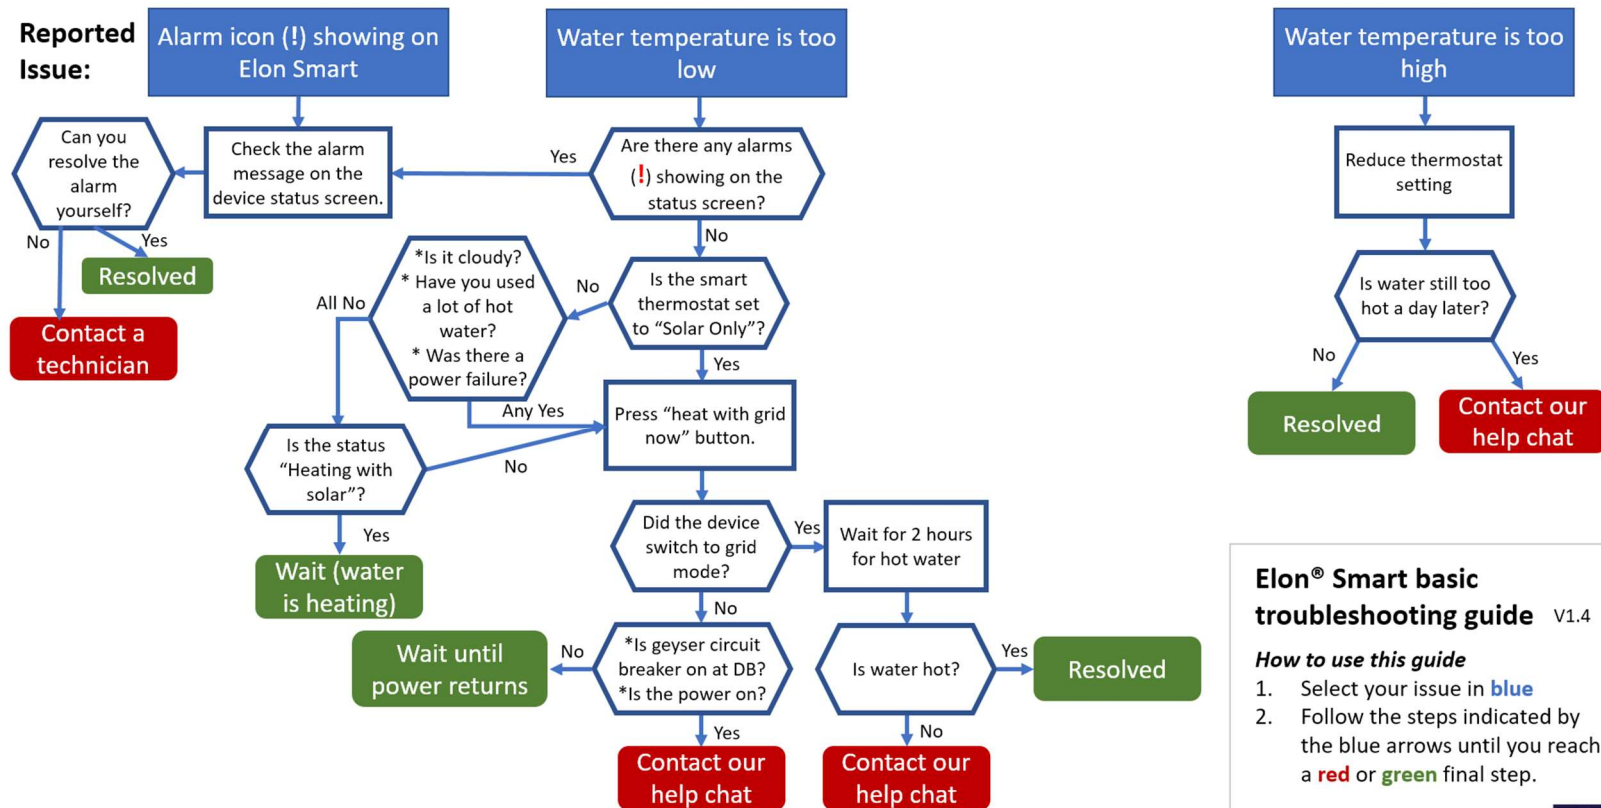 Reported
Issue:
Alarm icon (!) showing on
Elon Smart
Water temperature is too
low
Water temperature is too
high
Can you
resolve the
alarm
yourself?
Check the alarm
message on the
device status screen.
Yes
Are there any alarms
(!) showing on the
status screen?
Reduce thermostat
setting
No
Yes
Resolved
Contact a
technician
No
*Is it cloudy?
* Have you used
a lot of hot
water?
* Was there a
power failure?
All No
No
Is the smart
thermostat set
to “Solar Only”?
Is water still too
hot a day later?
Yes
No
Yes
Resolved
Contact our
help chat
Any Yes
Press “heat with grid
now” button.
Is the status
“Heating with
solar”?
No
Yes
Wait (water
is heating)
Did the device
switch to grid
mode?
Yes
Wait for 2 hours
for hot water
No
Wait until
power returns
No
*Is geyser circuit
breaker on at DB?
*Is the power on?
Is water hot?
Yes
Resolved
Yes
No
Contact our
help chat
Contact our
help chat
Elon® Smart basic
troubleshooting guide V1.4
How to use this guide
1. Select your issue in blue
2. Follow the steps indicated by
the blue arrows until you reach
a red or green final step.